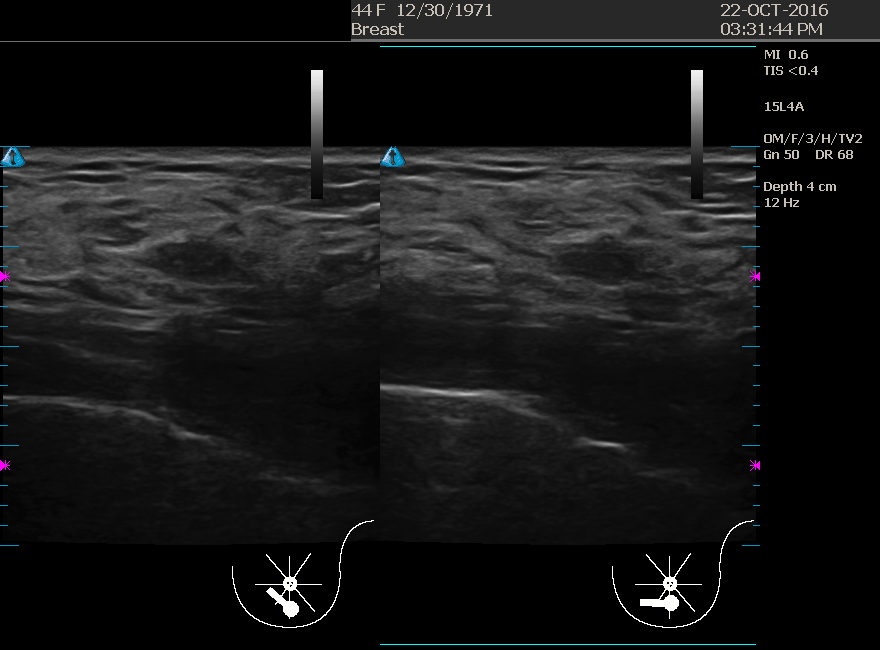 44 F 12/30/1971
22-OCT-2016
Breast
03:31:44 PM
MI 0.6
TIS <0.4
15L4A
OM/F/3/H/TV2
Gn 50 DR 68
Depth 4 cm
12 Hz